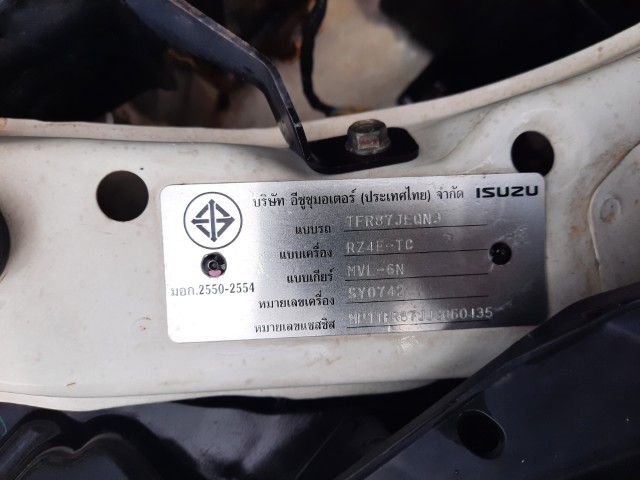 บริษัท อีซูซุมอเตอร์ (ประเทศไทย) จำกัด ISUZU
แบบรถ TFR87JEQN3
แบบเครื่อง RZ4E-TC
แบบเกียร์ MVL-6N
มอก.2550-2554
หมายเลขเครื่อง
หมายเลขแชสซิส